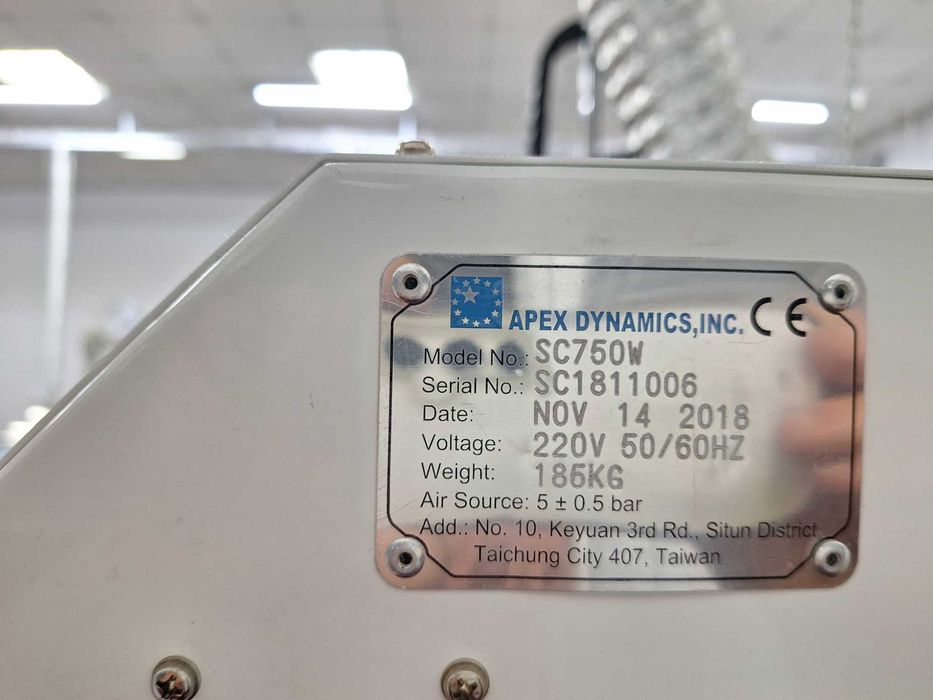 APEX DYNAMICS,INC. CE
Model No.: SC750W
Serial No.: SC1811006
Date: NOV 14 2018
Voltage: 220V 50/60HZ
Weight: 185KG
Air Source: 5 ± 0.5 bar
Add.: No. 10, Keyuan 3rd Rd., Situn District,
Taichung City 407, Taiwan